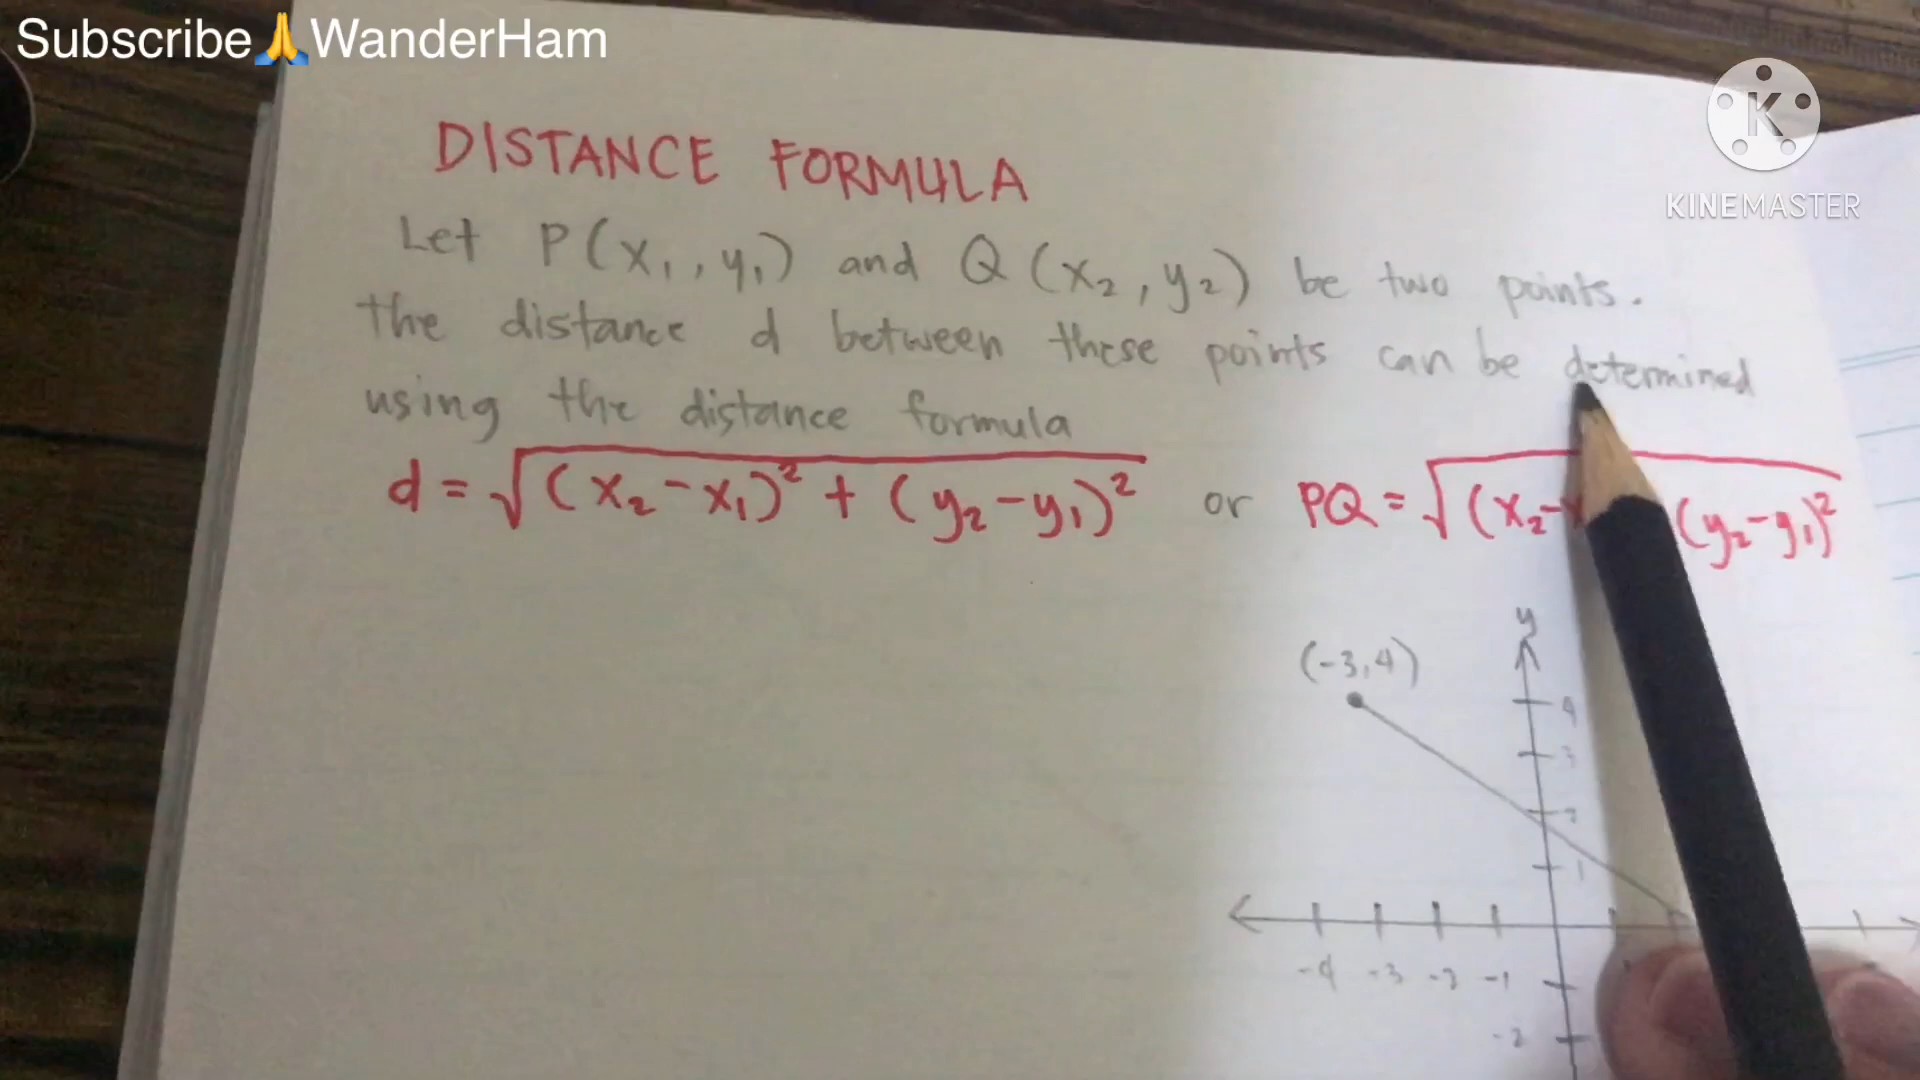 Subscribe🙏WanderHam
KINEMASTER
DISTANCE FORMULA
Let P(x₁, y₁) and Q(x₂, y₂) be two points.
the distance d between these points can be determined
using the distance formula
d = √(x₂-x₁)² + (y₂-y₁)² or PQ = √(x₂- (y₂-y₁)²
y
(-3,4)
4
3
2
1
-4 -3 -2 -1
-2